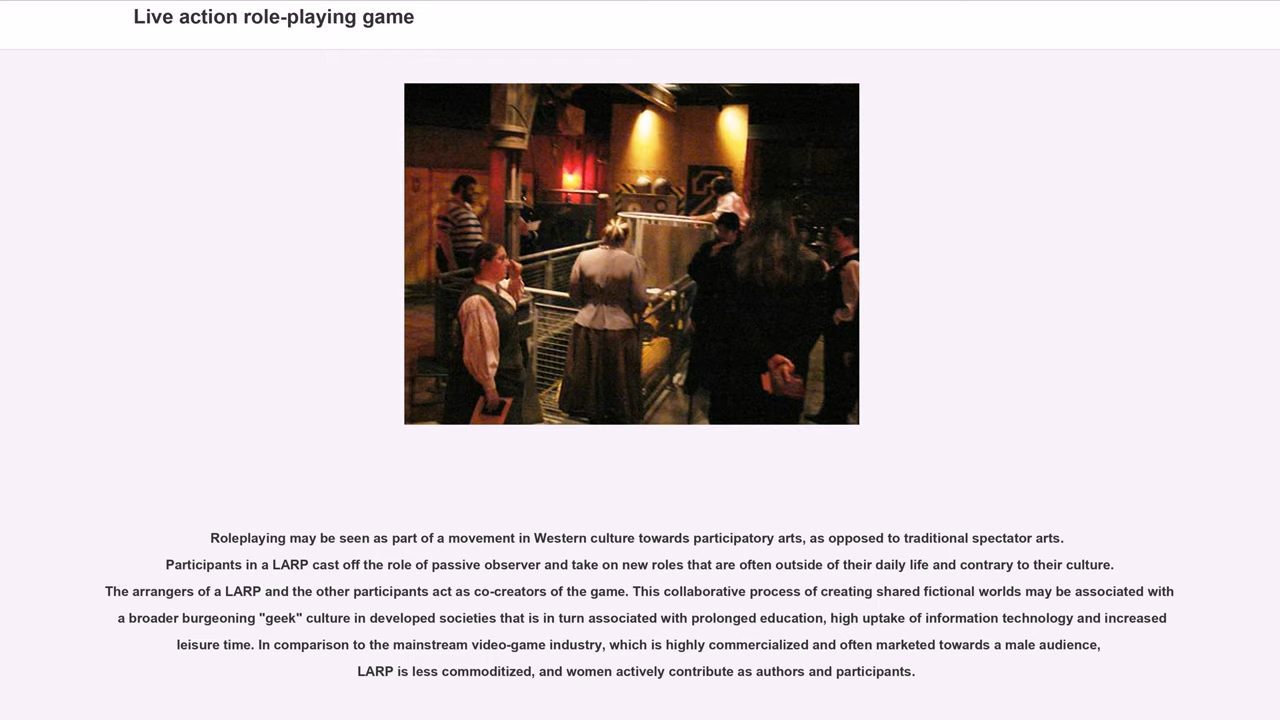 Live action role-playing game
Roleplaying may be seen as part of a movement in Western culture towards participatory arts, as opposed to traditional spectator arts.
Participants in a LARP cast off the role of passive observer and take on new roles that are often outside of their daily life and contrary to their culture.
The arrangers of a LARP and the other participants act as co-creators of the game. This collaborative process of creating shared fictional worlds may be associated with
a broader burgeoning "geek" culture in developed societies that is in turn associated with prolonged education, high uptake of information technology and increased
leisure time. In comparison to the mainstream video-game industry, which is highly commercialized and often marketed towards a male audience,
LARP is less commoditized, and women actively contribute as authors and participants.